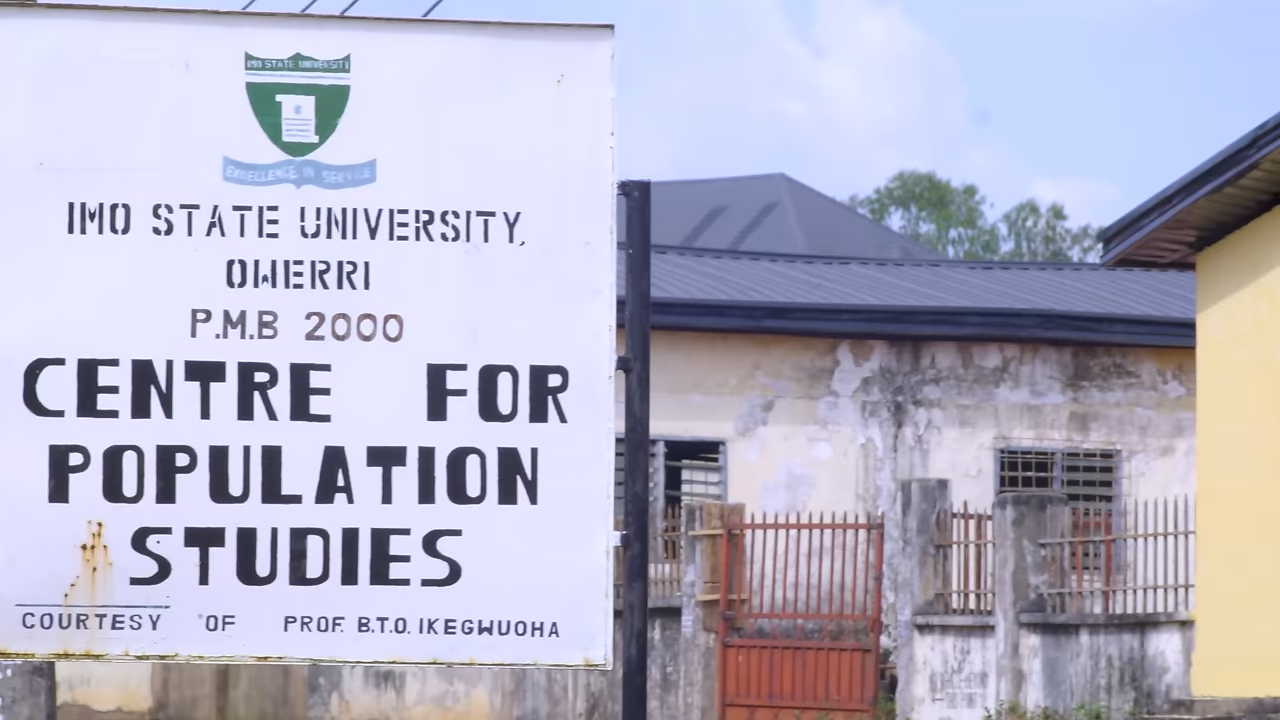 IMO STATE UNIVERSITY
EXCELLENCE IN SERVICE
IMO STATE UNIVERSITY,
OWERRI
P.M.B 2000
CENTRE FOR
POPULATION
STUDIES
COURTESY OF PROF. B.T.O. IKEGWUOHA